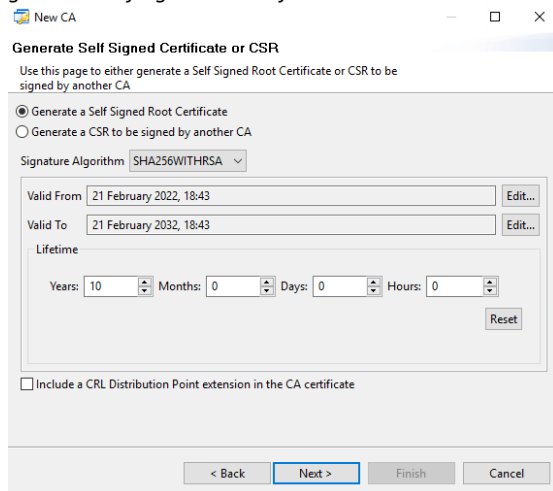 New CA
Generate Self Signed Certificate or CSR
Use this page to either generate a Self Signed Root Certificate or CSR to be
signed by another CA
Generate a Self Signed Root Certificate
Generate a CSR to be signed by another CA
Signature Algorithm SHA256WITHRSA
Valid From 21 February 2022, 18:43 Edit...
Valid To 21 February 2032, 18:43 Edit...
Lifetime
Years: 10 Months: 0 Days: 0 Hours: 0
Reset
Include a CRL Distribution Point extension in the CA certificate
< Back Next > Finish Cancel